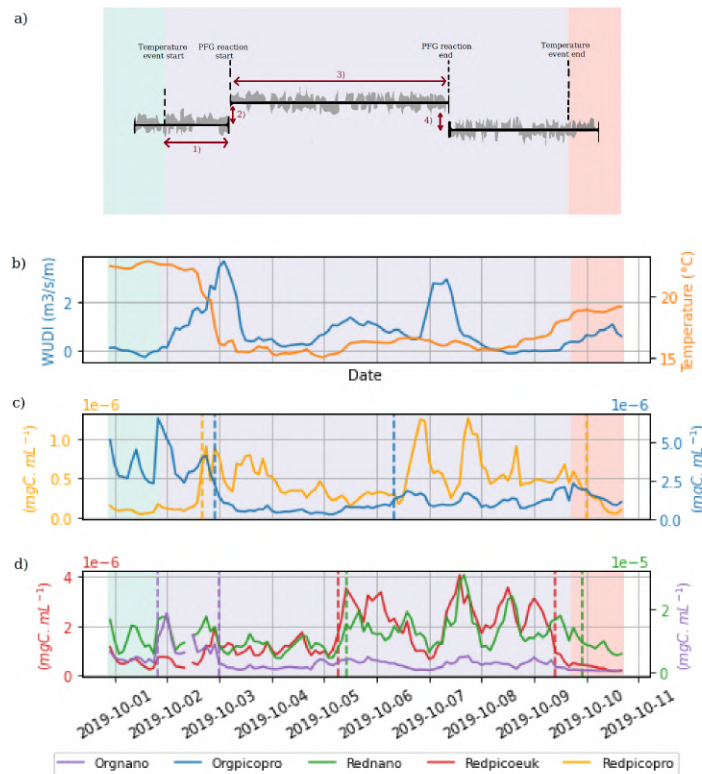 a)
Temperature
event start
PFG reaction
start
PFG reaction
end
Temperature
event end
3)
2)
4)
1)
b)
WUDI (m3/s/m)
2
0
20
15
Temperature (°C)
Date
c)
1e-6
1e-6
(mgC. mL⁻¹)
1.0
0.5
0.0
5.0
2.5
0.0
(mgC. mL⁻¹)
d)
1e-6
1e-5
(mgC. mL⁻¹)
4
2
0
2
0
(mgC. mL⁻¹)
2019-10-01
2019-10-02
2019-10-03
2019-10-04
2019-10-05
2019-10-06
2019-10-07
2019-10-08
2019-10-09
2019-10-10
2019-10-11
Orgnano
Orgpicopro
Rednano
Redpicoeuk
Redpicopro